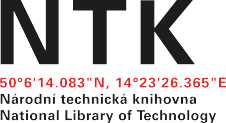 NTK
50°6'14.083"N, 14°23'26.365"E
Národní technická knihovna
National Library of Technology